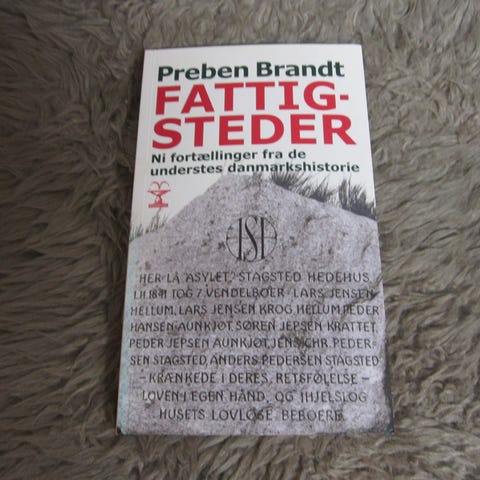 Preben Brandt
FATTIG-
STEDER
Ni fortællinger fra de
understes danmarkshistorie
HER LÅ "ASYLET," STAGSTED HEDEHUS
7 VENDELBOER - LARS JENSEN
HELLUM, LARS JENSEN KROG, HELLUM, PEDER
HANSEN AUNKJØT, SØREN JEPSEN KRATTET
PEDER JEPSEN AUNKJØT, JENS CHR. PEDER-
SEN STAGSTED, ANDERS PEDERSEN STAGSTED
- KRÆNKEDE I DERES RETSFØLELSE -
LOVEN I EGEN HÅND, OG IHJELSLOG
HUSETS LOVLØSE BEBOERE